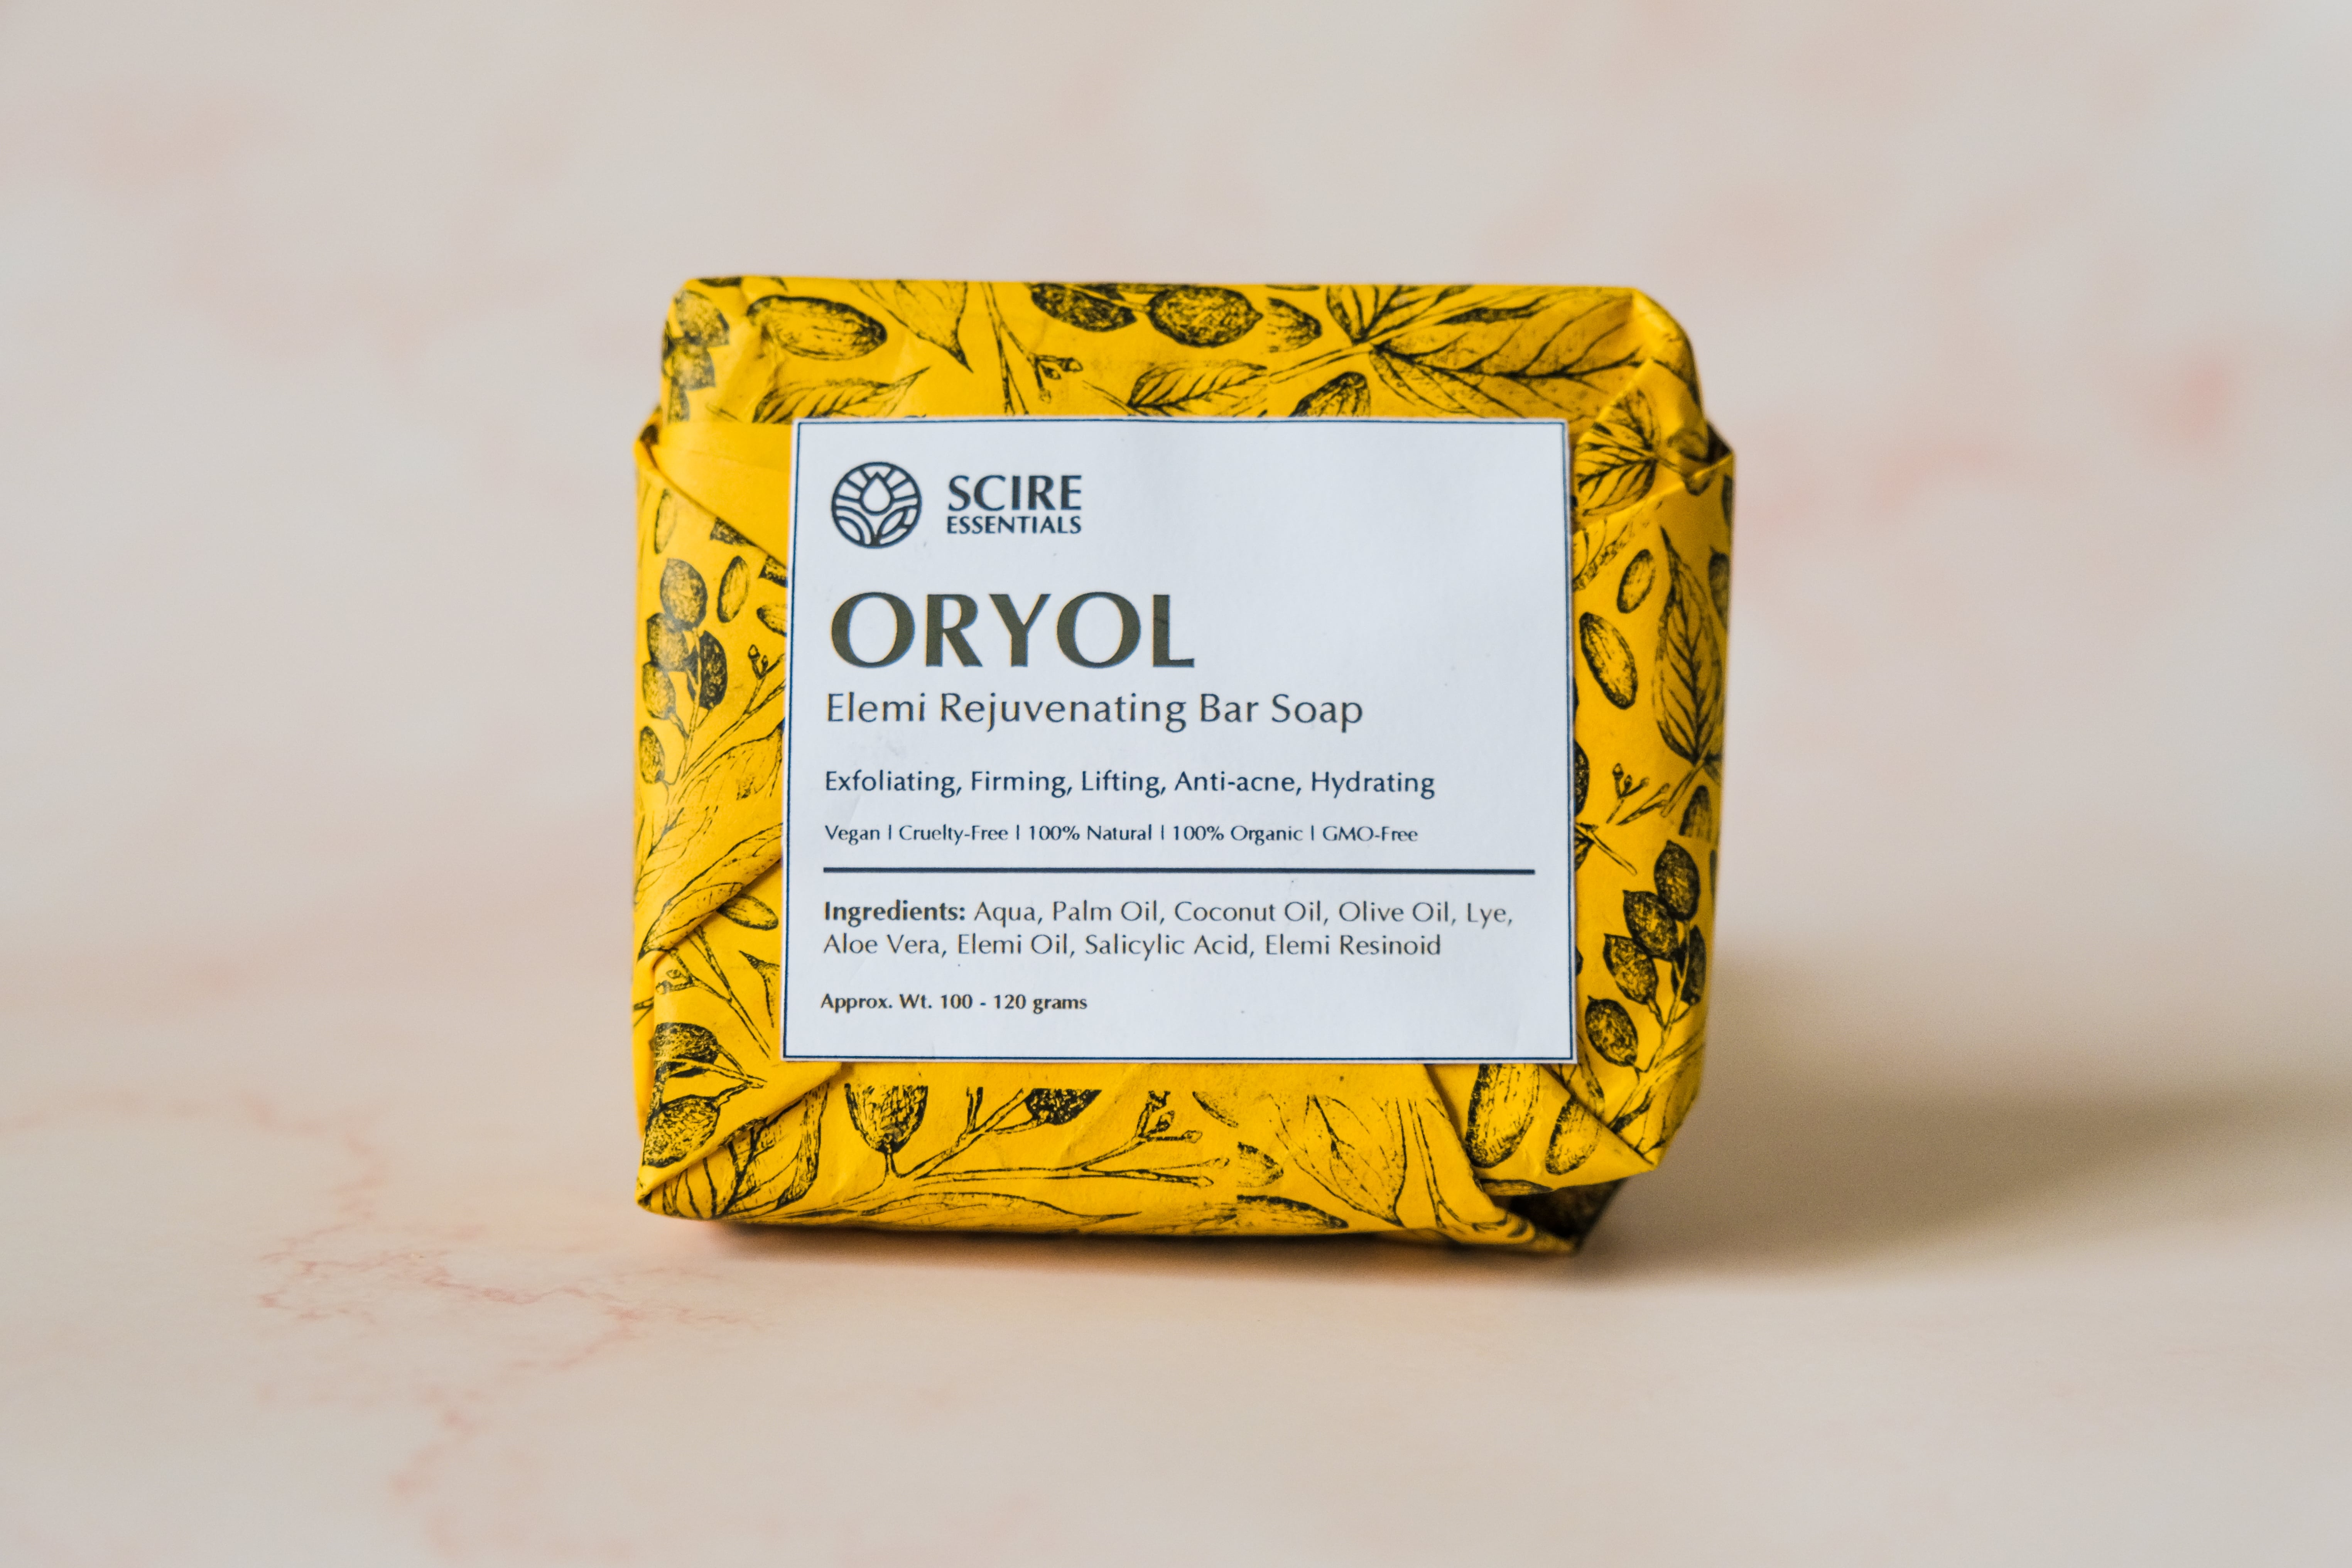 SCIRE
ESSENTIALS
ORYOL
Elemi Rejuvenating Bar Soap
Exfoliating, Firming, Lifting, Anti-acne, Hydrating
Vegan | Cruelty-Free | 100% Natural | 100% Organic | GMO-Free
Ingredients: Aqua, Palm Oil, Coconut Oil, Olive Oil, Lye,
Aloe Vera, Elemi Oil, Salicylic Acid, Elemi Resinoid
Approx. Wt. 100 - 120 grams